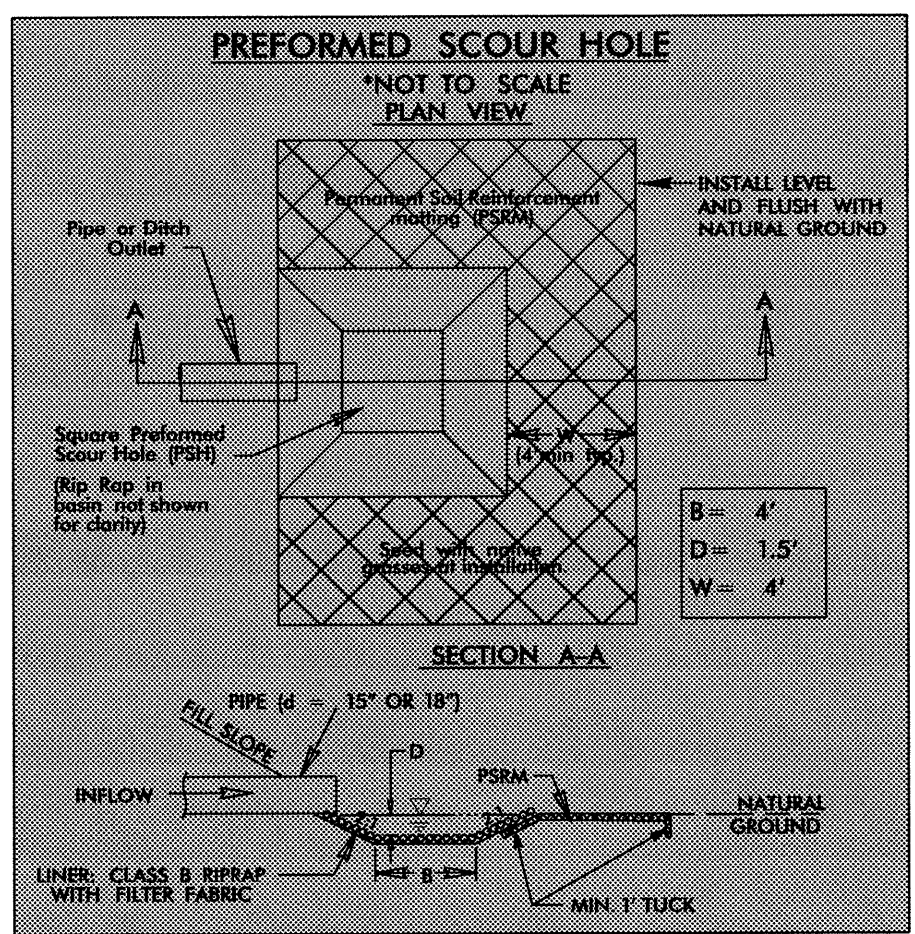 PREFORMED SCOUR HOLE
*NOT TO SCALE
PLAN VIEW
Permanent Soil Reinforcement
matting (PSRM)
INSTALL LEVEL
AND FLUSH WITH
NATURAL GROUND
Pipe or Ditch
Outlet
A
A
Square Preformed
Scour Hole (PSH)
(Rip Rap in
basin not shown
for clarity)
W
(4' min. typ.)
B = 4'
D = 1.5'
W = 4'
Seed with native
grasses at installation.
SECTION A-A
PIPE (d = 15" OR 18")
FILL SLOPE
D
PSRM
INFLOW
NATURAL
GROUND
2:1
LINER: CLASS B RIPRAP
WITH FILTER FABRIC
B
MIN. 1' TUCK